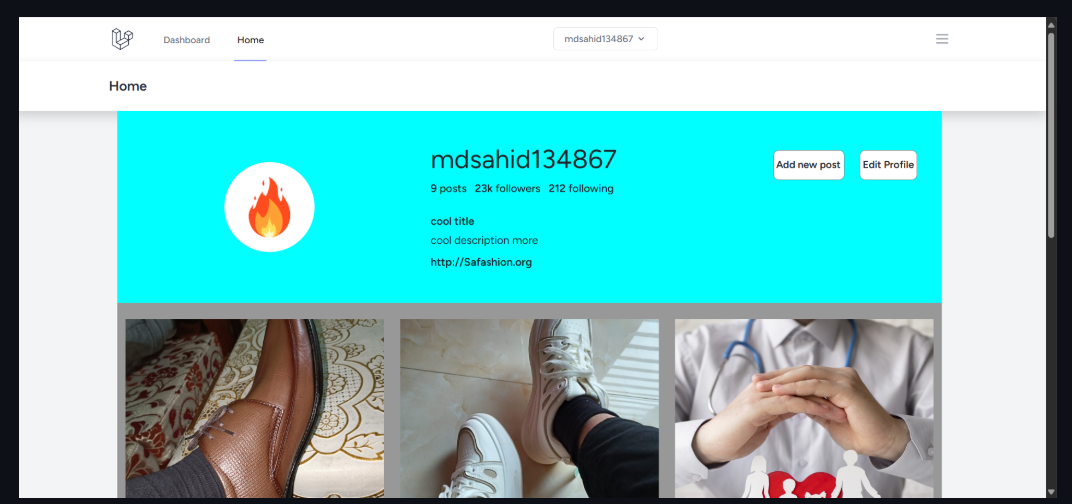 Dashboard Home mdsahid134867
Home
mdsahid134867
Add new post Edit Profile
9 posts 23k followers 212 following
cool title
cool description more
http://Safashion.org